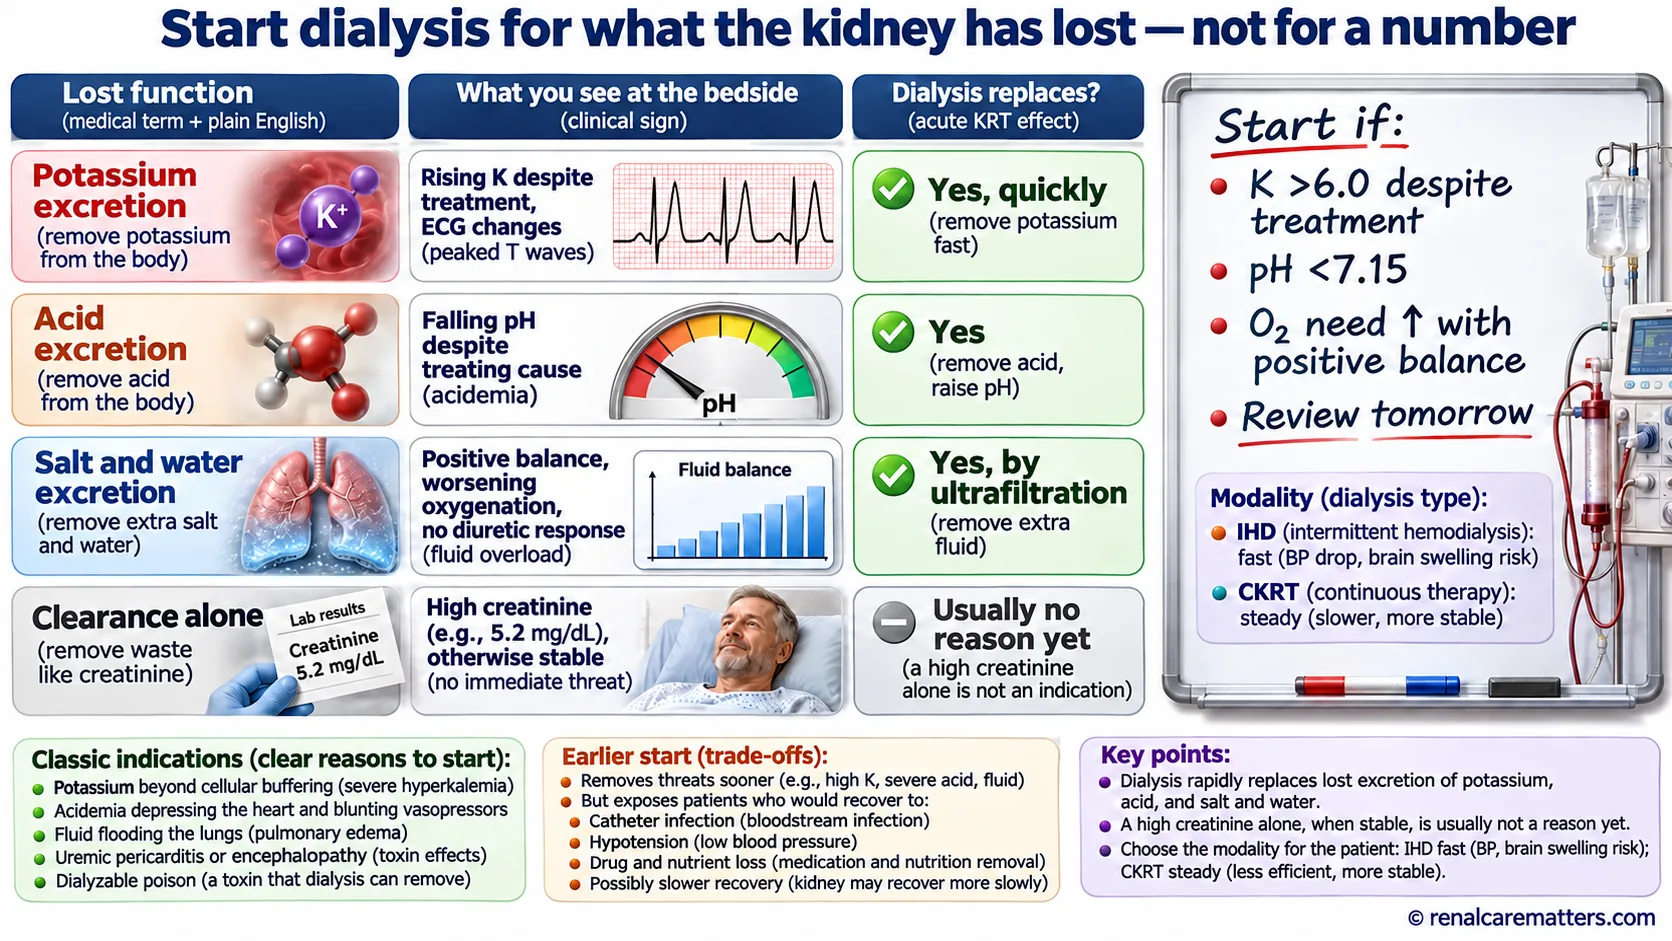 Start dialysis for what the kidney has lost — not for a number
Lost function
(medical term + plain English)
What you see at the bedside
(clinical sign)
Dialysis replaces?
(acute KRT effect)
Potassium
excretion
(remove potassium
from the body)
K+
Rising K despite
treatment,
ECG changes
(peaked T waves)
Yes, quickly
(remove potassium
fast)
Acid
excretion
(remove acid
from the body)
Falling pH
despite
treating cause
(acidemia)
pH
Yes
(remove acid,
raise pH)
Salt and water
excretion
(remove extra salt
and water)
Positive balance,
worsening
oxygenation,
no diuretic response
(fluid overload)
Fluid balance
Yes, by
ultrafiltration
(remove extra
fluid)
Clearance alone
(remove waste
like creatinine)
Lab results
Creatinine
5.2 mg/dL
High creatinine
(e.g., 5.2 mg/dL),
otherwise stable
(no immediate threat)
Usually no
reason yet
(a high creatinine
alone is not an indication)
Start if:
K >6.0 despite
treatment
pH <7.15
O₂ need ↑ with
positive balance
Review tomorrow
Modality (dialysis type):
IHD (intermittent hemodialysis):
fast (BP drop, brain swelling risk)
CKRT (continuous therapy):
steady (slower, more stable)
Classic indications (clear reasons to start):
Potassium beyond cellular buffering (severe hyperkalemia)
Acidemia depressing the heart and blunting vasopressors
Fluid flooding the lungs (pulmonary edema)
Uremic pericarditis or encephalopathy (toxin effects)
Dialyzable poison (a toxin that dialysis can remove)
Earlier start (trade-offs):
Removes threats sooner (e.g., high K, severe acid, fluid)
But exposes patients who would recover to:
Catheter infection (bloodstream infection)
Hypotension (low blood pressure)
Drug and nutrient loss (medication and nutrition removal)
Possibly slower recovery (kidney may recover more slowly)
Key points:
Dialysis rapidly replaces lost excretion of potassium,
acid, and salt and water.
A high creatinine alone, when stable, is usually not a reason yet.
Choose the modality for the patient: IHD fast (BP, brain swelling risk);
CKRT steady (less efficient, more stable).
© renalcarematters.com